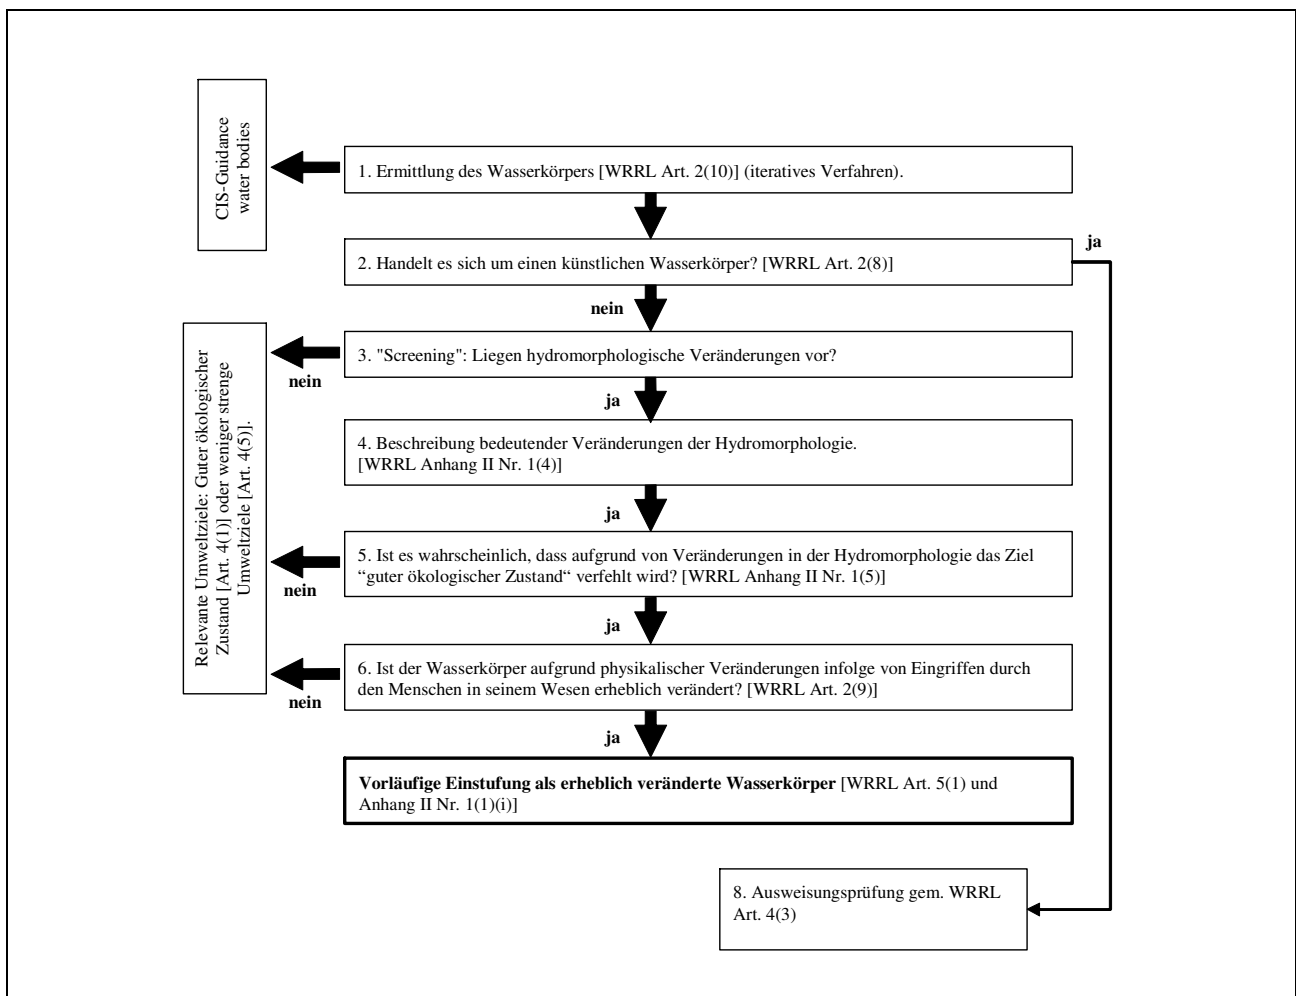 CIS-Guidance
water bodies
1. Ermittlung des Wasserkörpers [WRRL Art. 2(10)] (iteratives Verfahren).
ja
2. Handelt es sich um einen künstlichen Wasserkörper? [WRRL Art. 2(8)]
nein
Relevante Umweltziele: Guter ökologischer
Zustand [Art. 4(1)] oder weniger strenge
Umweltziele [Art. 4(5)].
3. "Screening": Liegen hydromorphologische Veränderungen vor?
nein
ja
4. Beschreibung bedeutender Veränderungen der Hydromorphologie.
[WRRL Anhang II Nr. 1(4)]
ja
5. Ist es wahrscheinlich, dass aufgrund von Veränderungen in der Hydromorphologie das Ziel
“guter ökologischer Zustand“ verfehlt wird? [WRRL Anhang II Nr. 1(5)]
nein
ja
6. Ist der Wasserkörper aufgrund physikalischer Veränderungen infolge von Eingriffen durch
den Menschen in seinem Wesen erheblich verändert? [WRRL Art. 2(9)]
nein
ja
Vorläufige Einstufung als erheblich veränderte Wasserkörper [WRRL Art. 5(1) und
Anhang II Nr. 1(1)(i)]
8. Ausweisungsprüfung gem. WRRL
Art. 4(3)